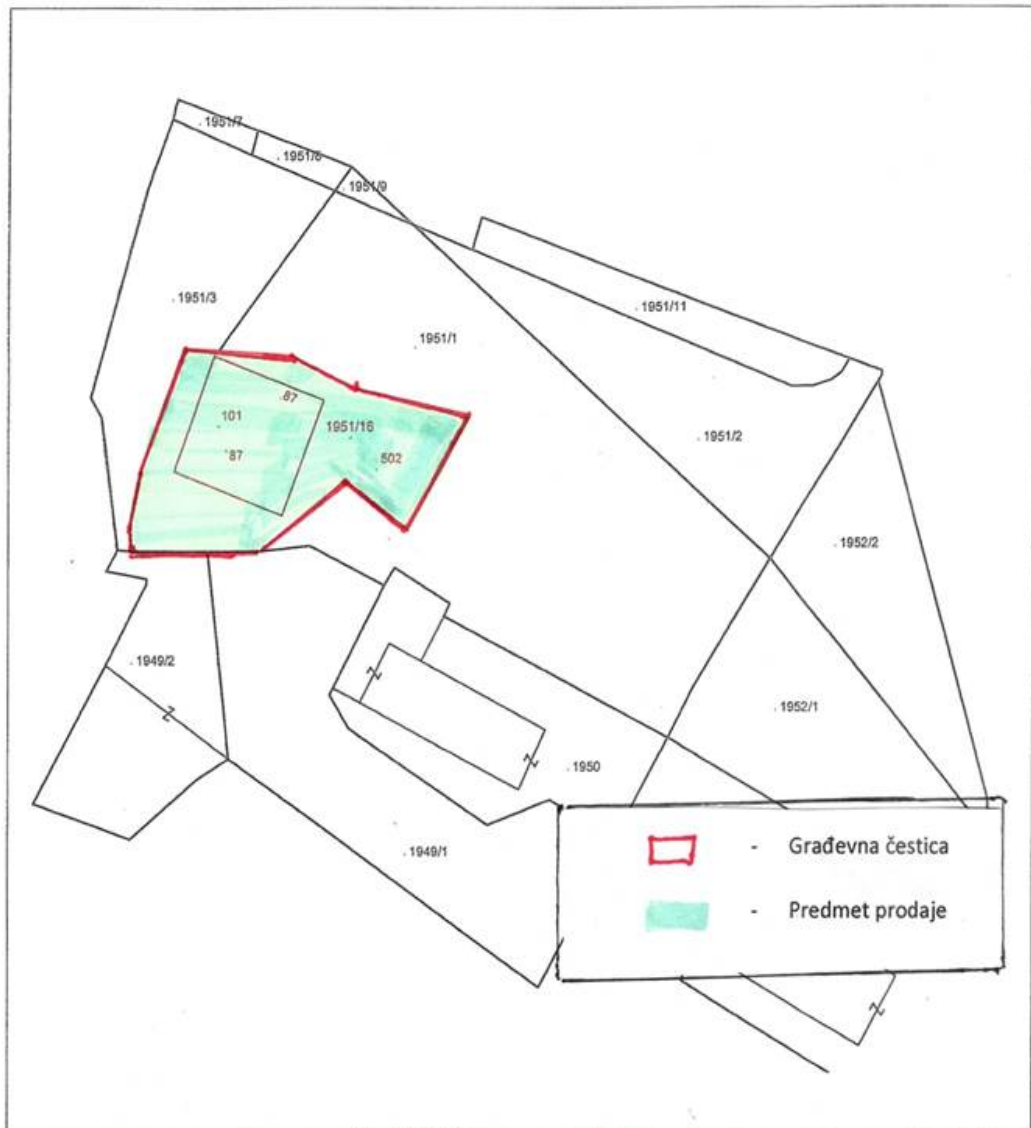 . 1951/7
. 1951/6
. 1951/9
. 1951/3
. 1951/11
. 1951/1
.87
101
1951/16
. 1951/2
87
502
. 1952/2
. 1949/2
Z
Z
. 1952/1
Z
Z
. 1950
. 1949/1
- Građevna čestica
- Predmet prodaje
Z